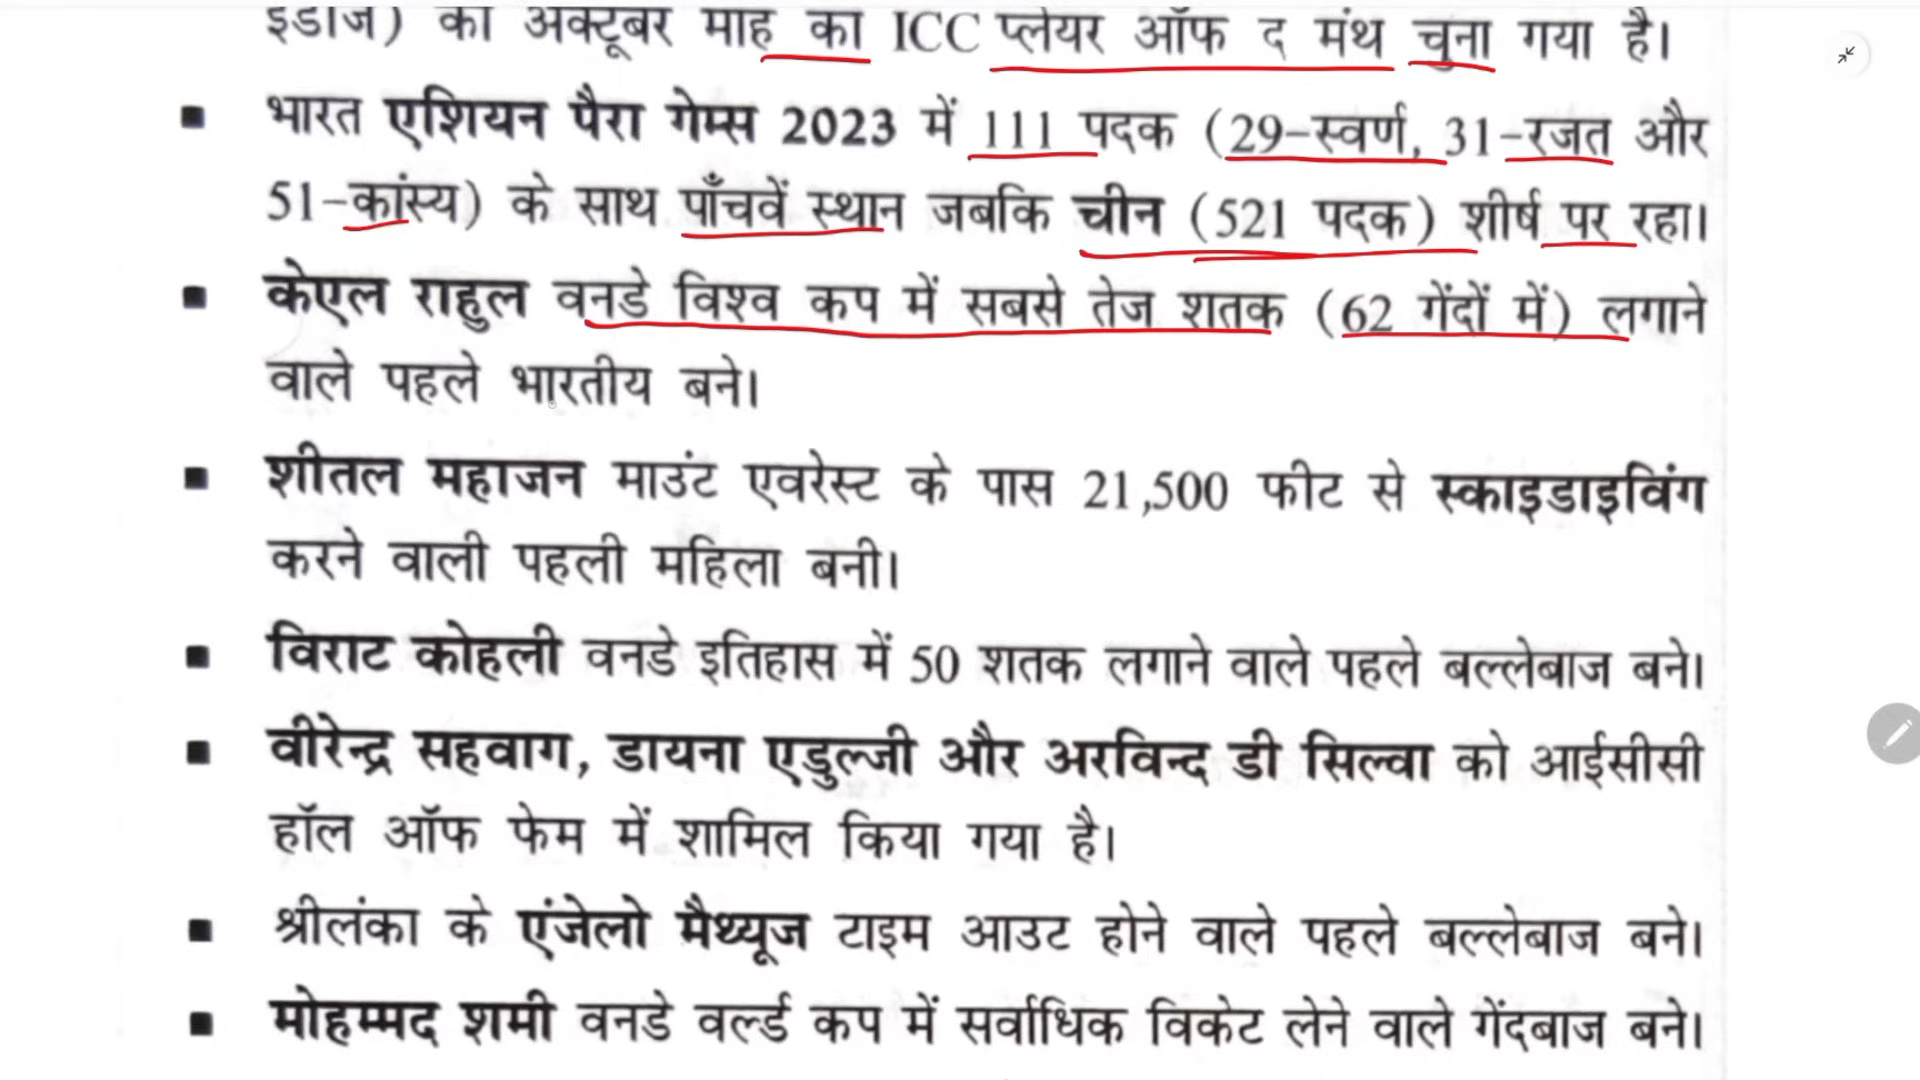 इंडीज) को अक्टूबर माह का ICC प्लेयर ऑफ द मंथ चुना गया है।
▪ भारत एशियन पैरा गेम्स 2023 में 111 पदक (29-स्वर्ण, 31-रजत और
51-कांस्य) के साथ पाँचवें स्थान जबकि चीन (521 पदक) शीर्ष पर रहा।
▪ केएल राहुल वनडे विश्व कप में सबसे तेज शतक (62 गेंदों में) लगाने
वाले पहले भारतीय बने।
▪ शीतल महाजन माउंट एवरेस्ट के पास 21,500 फीट से स्काइडाइविंग
करने वाली पहली महिला बनी।
▪ विराट कोहली वनडे इतिहास में 50 शतक लगाने वाले पहले बल्लेबाज बने।
▪ वीरेन्द्र सहवाग, डायना एडुल्जी और अरविन्द डी सिल्वा को आईसीसी
हॉल ऑफ फेम में शामिल किया गया है।
▪ श्रीलंका के एंजेलो मैथ्यूज टाइम आउट होने वाले पहले बल्लेबाज बने।
▪ मोहम्मद शमी वनडे वर्ल्ड कप में सर्वाधिक विकेट लेने वाले गेंदबाज बने।